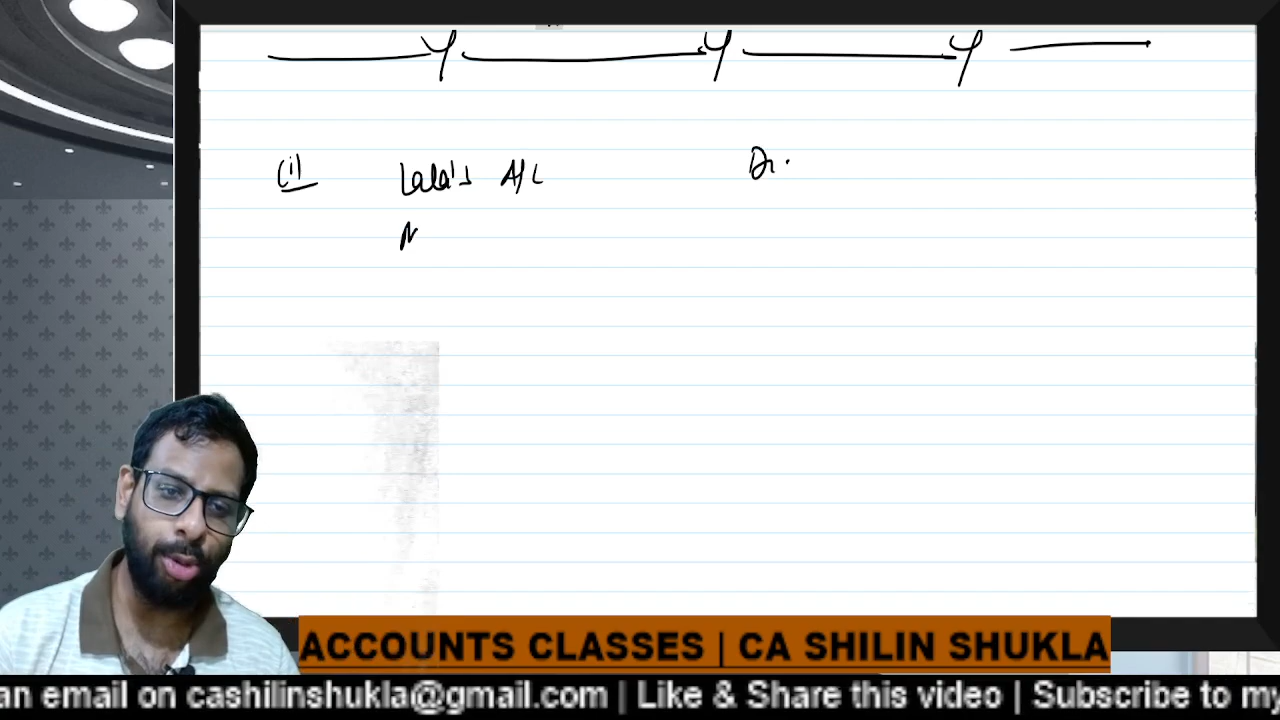 (i) Lala's A/c Dr.
N
ACCOUNTS CLASSES | CA SHILIN SHUKLA
an email on cashilinshukla@gmail.com | Like & Share this video | Subscribe to my